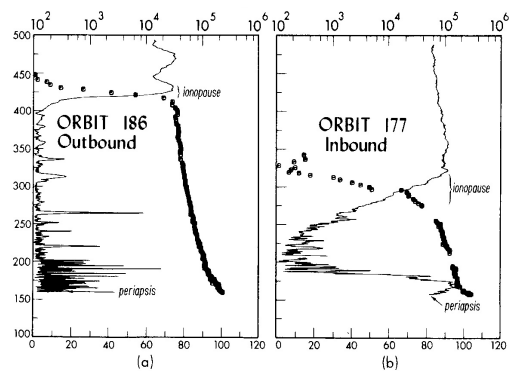 10² 10³ 10⁴ 10⁵ 10⁶ 10² 10³ 10⁴ 10⁵ 10⁶
500
450
400
350
300
250
200
150
100
ionopause
ORBIT 186
Outbound
periapsis
0 20 40 60 80 100 120
(a)
ORBIT 177
Inbound
ionopause
periapsis
0 20 40 60 80 100 120
(b)